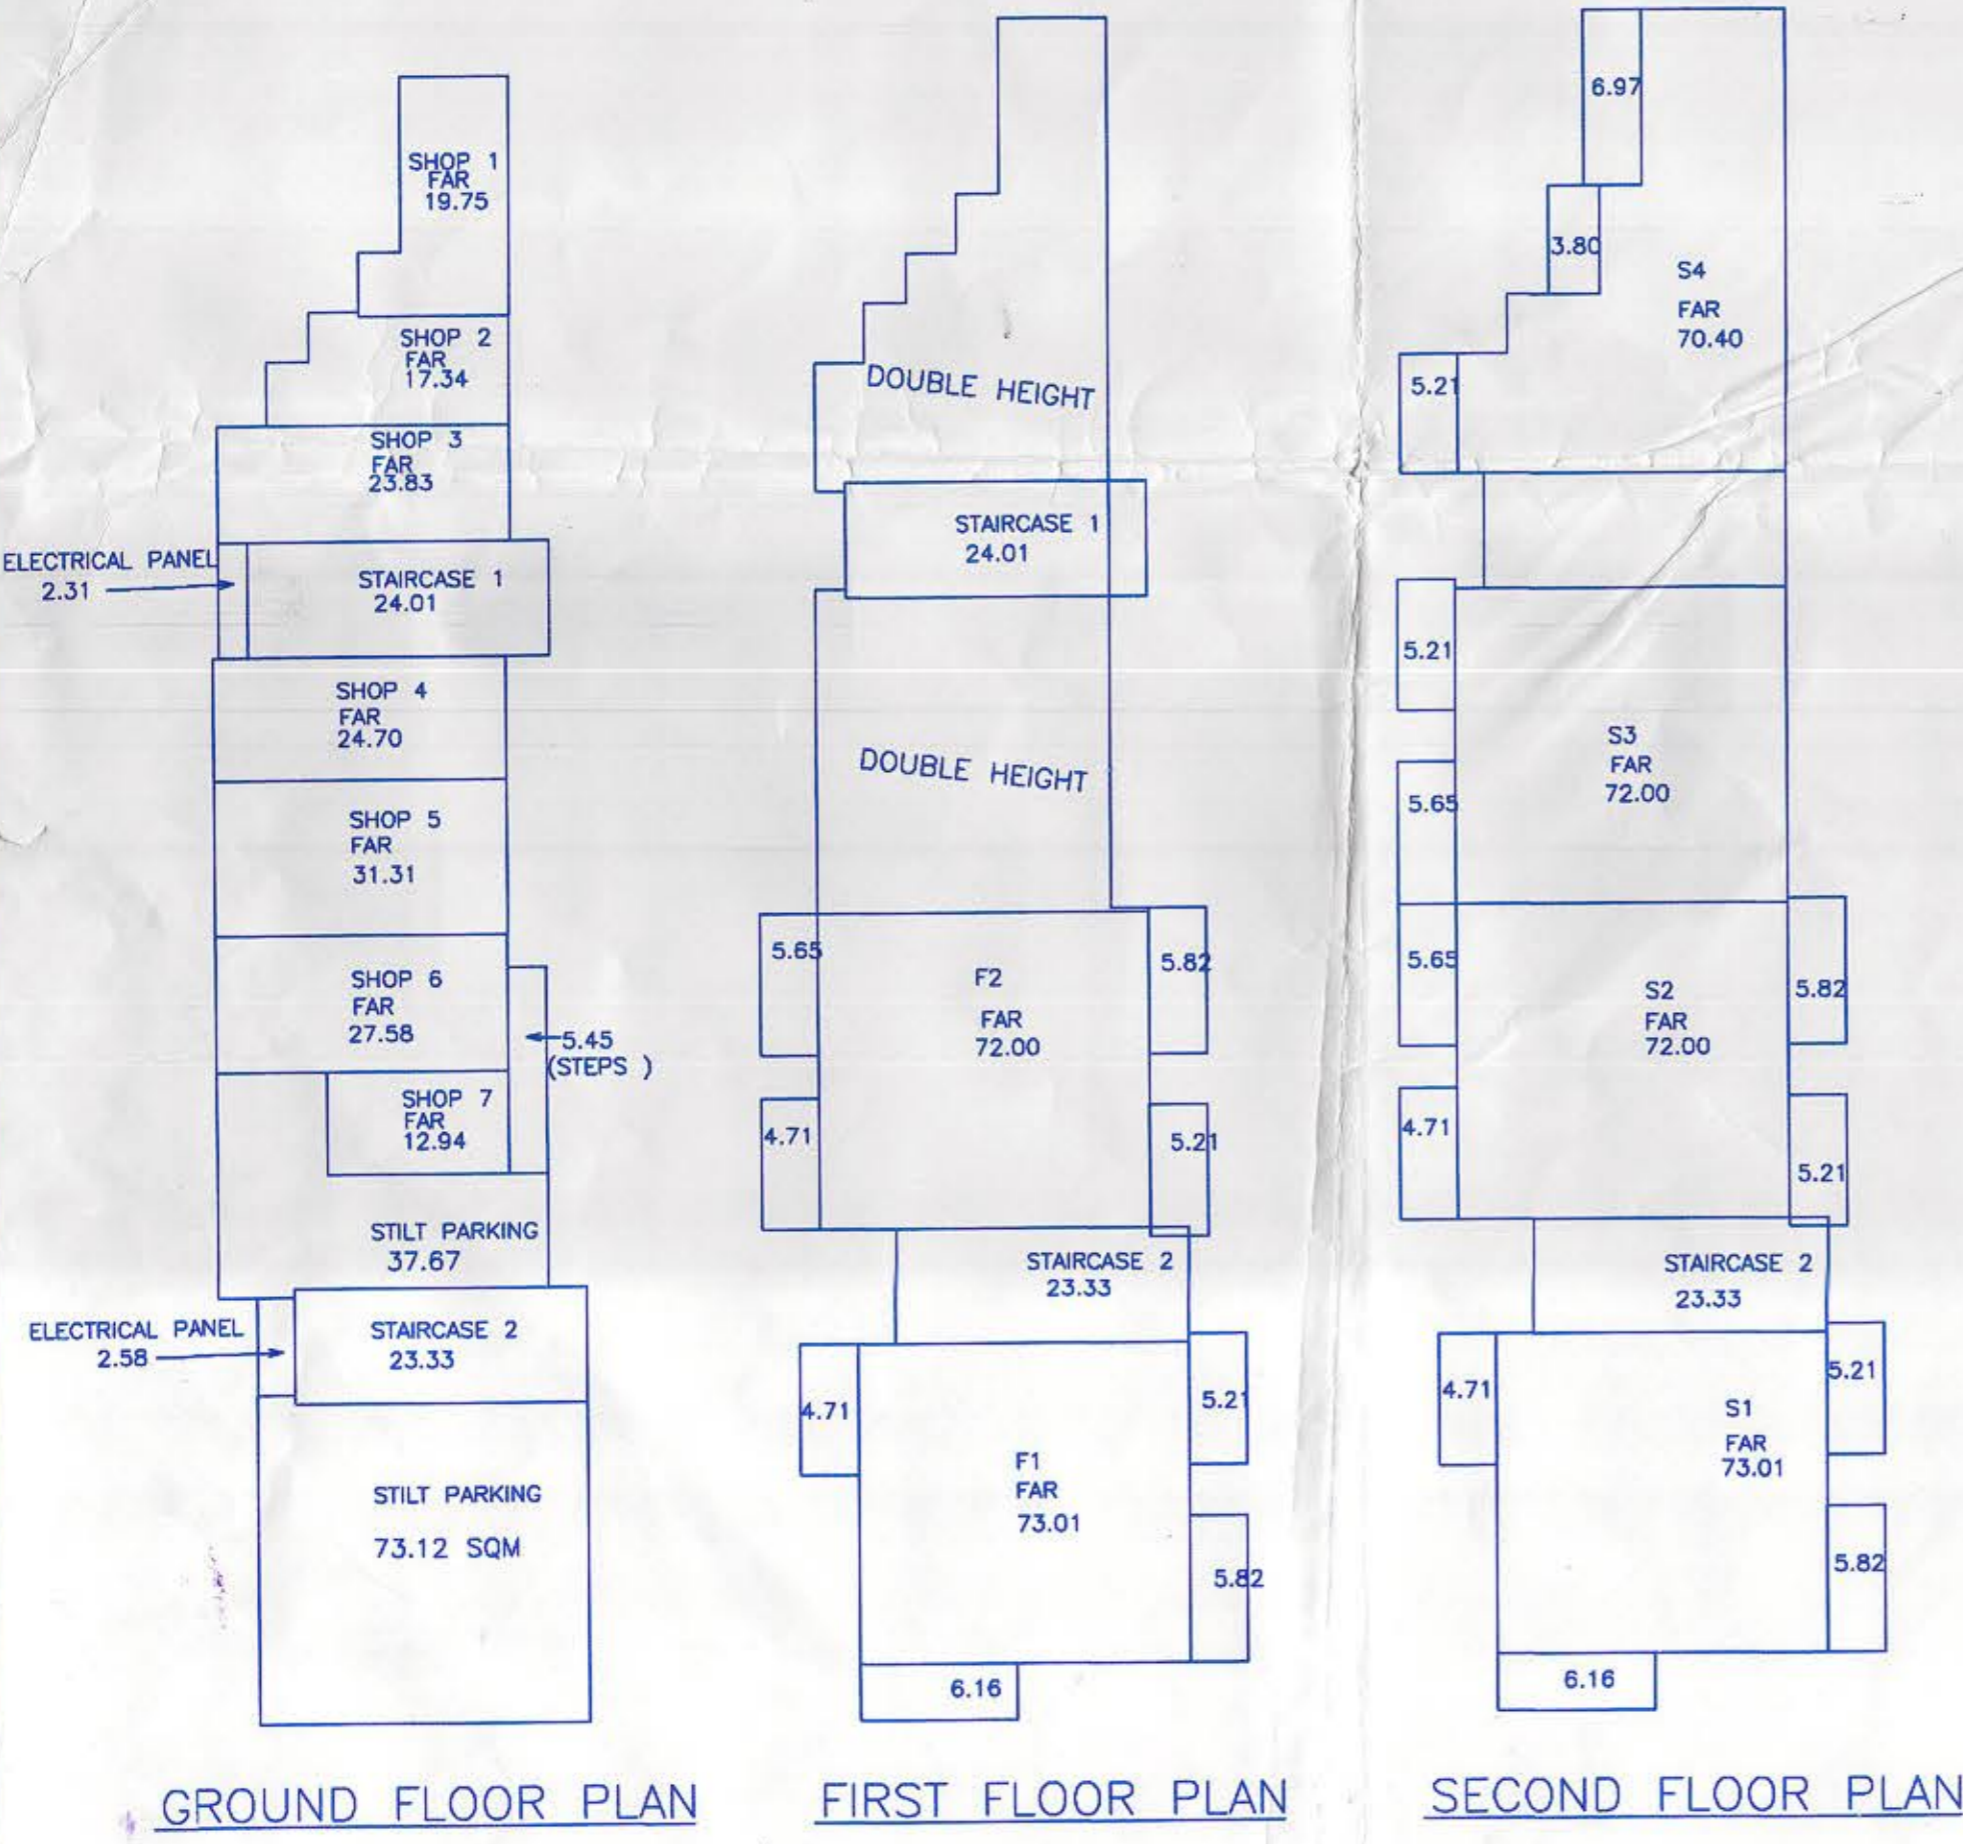 SHOP 1
FAR
19.75
SHOP 2
FAR
17.34
SHOP 3
FAR
23.83
ELECTRICAL PANEL
2.31
STAIRCASE 1
24.01
SHOP 4
FAR
24.70
SHOP 5
FAR
31.31
SHOP 6
FAR
27.58
5.45
(STEPS )
SHOP 7
FAR
12.94
STILT PARKING
37.67
ELECTRICAL PANEL
2.58
STAIRCASE 2
23.33
STILT PARKING
73.12 SQM
GROUND FLOOR PLAN
DOUBLE HEIGHT
STAIRCASE 1
24.01
DOUBLE HEIGHT
5.65
5.82
F2
FAR
72.00
4.71
5.21
STAIRCASE 2
23.33
4.71
5.21
F1
FAR
73.01
5.82
6.16
FIRST FLOOR PLAN
6.97
3.80
S4
FAR
70.40
5.21
5.21
S3
FAR
72.00
5.65
5.65
5.82
S2
FAR
72.00
4.71
5.21
STAIRCASE 2
23.33
4.71
5.21
S1
FAR
73.01
5.82
6.16
SECOND FLOOR PLAN